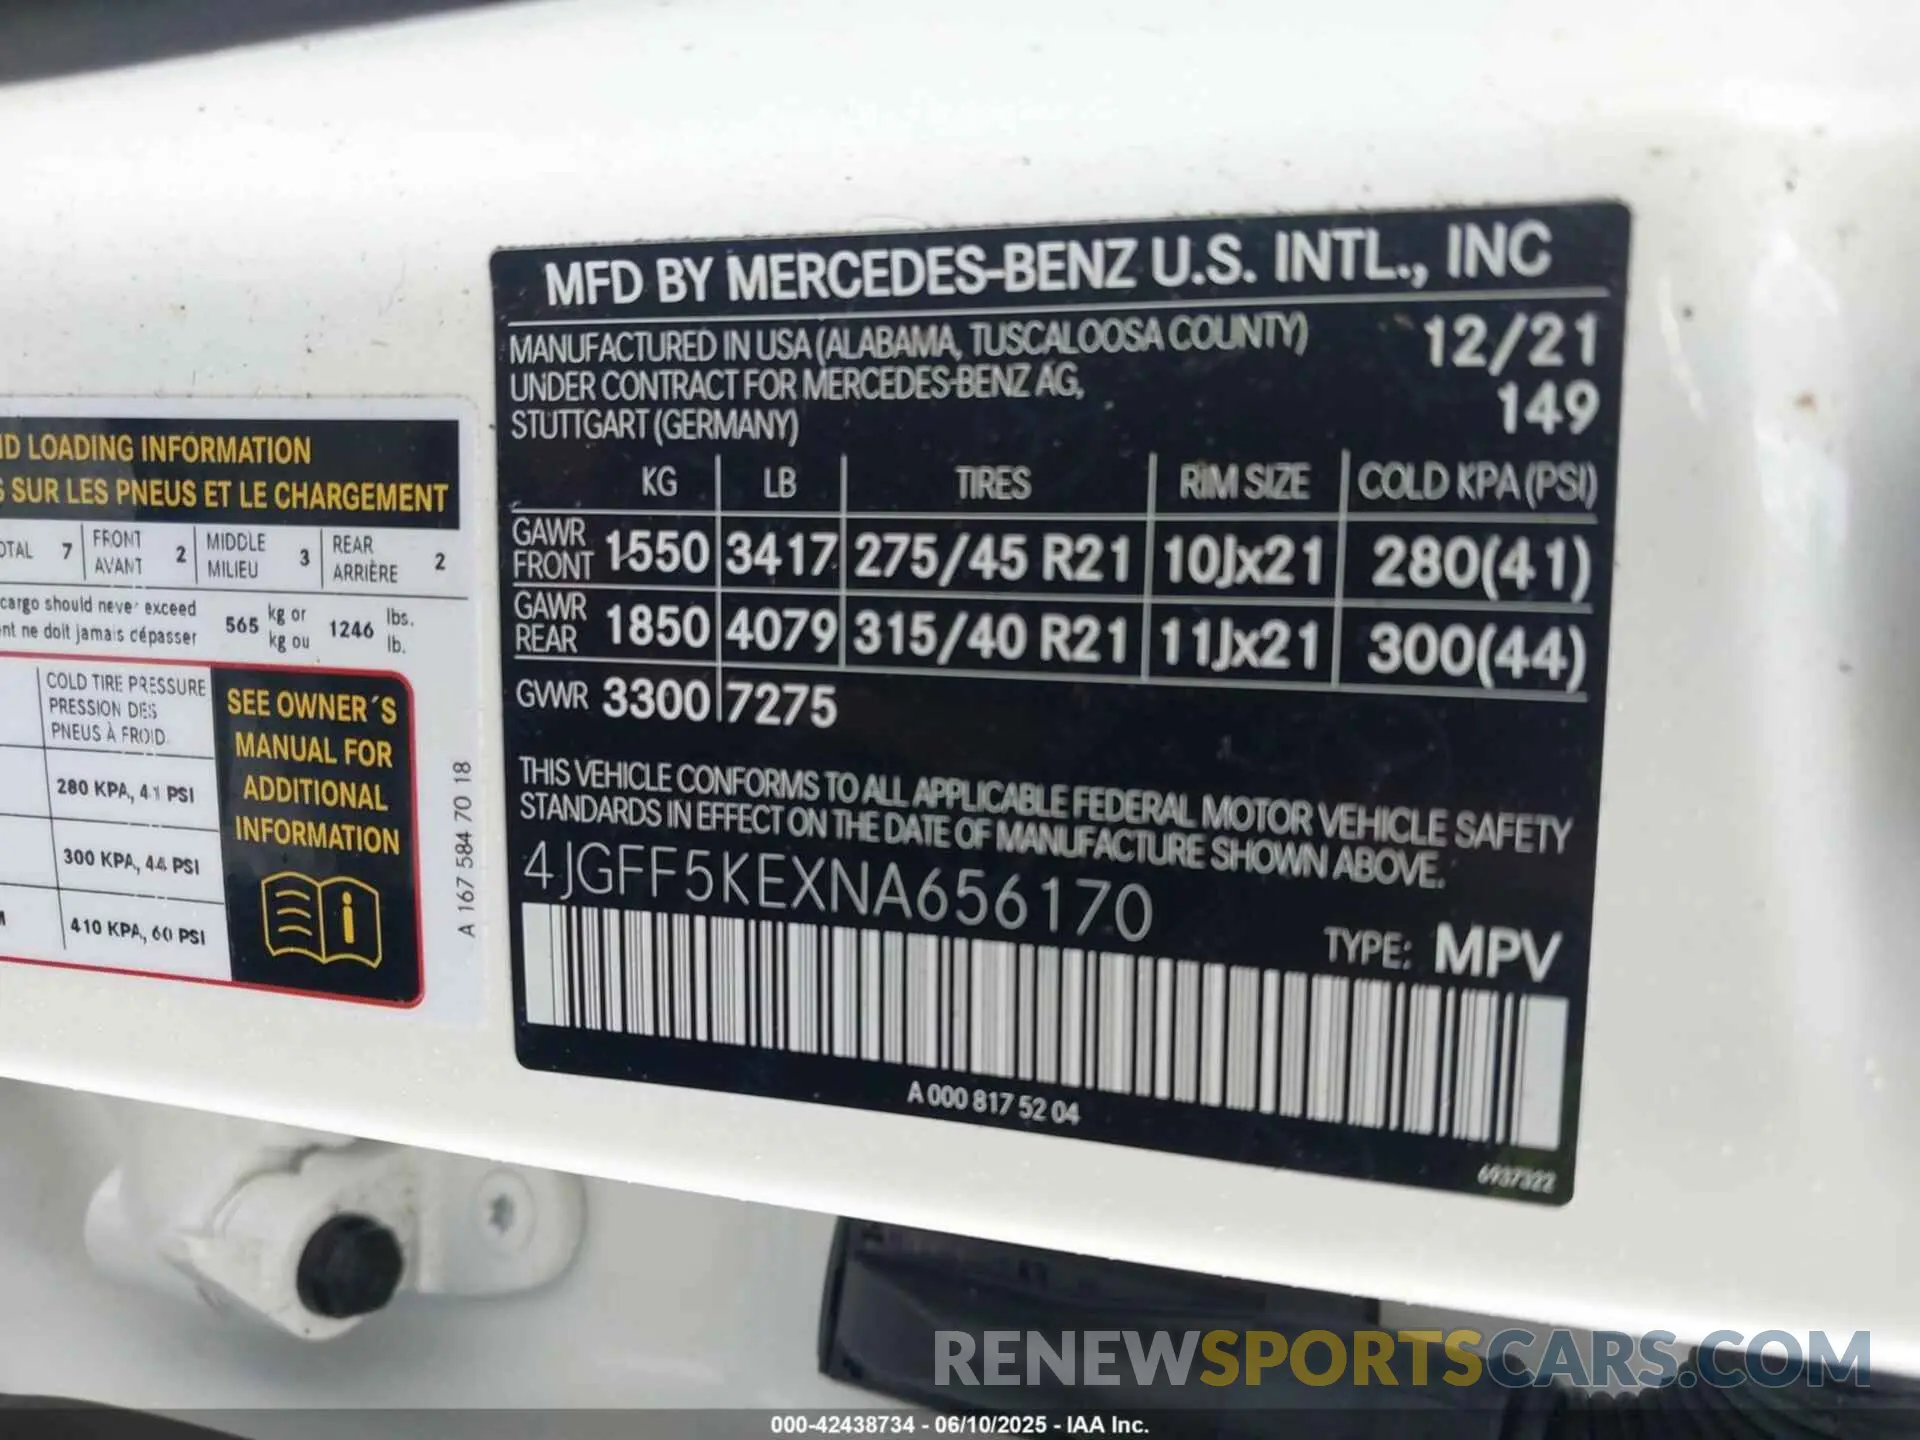 MFD BY MERCEDES-BENZ U.S. INTL., INC
MANUFACTURED IN USA (ALABAMA, TUSCALOOSA COUNTY) 12/21
UNDER CONTRACT FOR MERCEDES-BENZ AG,
STUTTGART (GERMANY) 149
KG LB TIRES RIM SIZE COLD KPA (PSI)
GAWR FRONT 1550 3417 275/45 R21 10Jx21 280(41)
GAWR REAR 1850 4079 315/40 R21 11Jx21 300(44)
GVWR 3300 7275
THIS VEHICLE CONFORMS TO ALL APPLICABLE FEDERAL MOTOR VEHICLE SAFETY
STANDARDS IN EFFECT ON THE DATE OF MANUFACTURE SHOWN ABOVE.
4JGFF5KEXNA656170
TYPE: MPV
A 000 817 52 04
6937322
LOADING INFORMATION
SUR LES PNEUS ET LE CHARGEMENT
7 FRONT AVANT 2 MIDDLE MILIEU 3 REAR ARRIÈRE 2
cargo should never exceed 565 kg or 1246 lbs.
ne doit jamais dépasser kg ou lb.
COLD TIRE PRESSURE
PRESSION DES
PNEUS À FROID
280 KPA, 41 PSI
300 KPA, 44 PSI
410 KPA, 60 PSI
SEE OWNER´S
MANUAL FOR
ADDITIONAL
INFORMATION
A 167 584 70 18
RENEWSPORTSCARS.COM
000-42438734 - 06/10/2025 - IAA Inc.